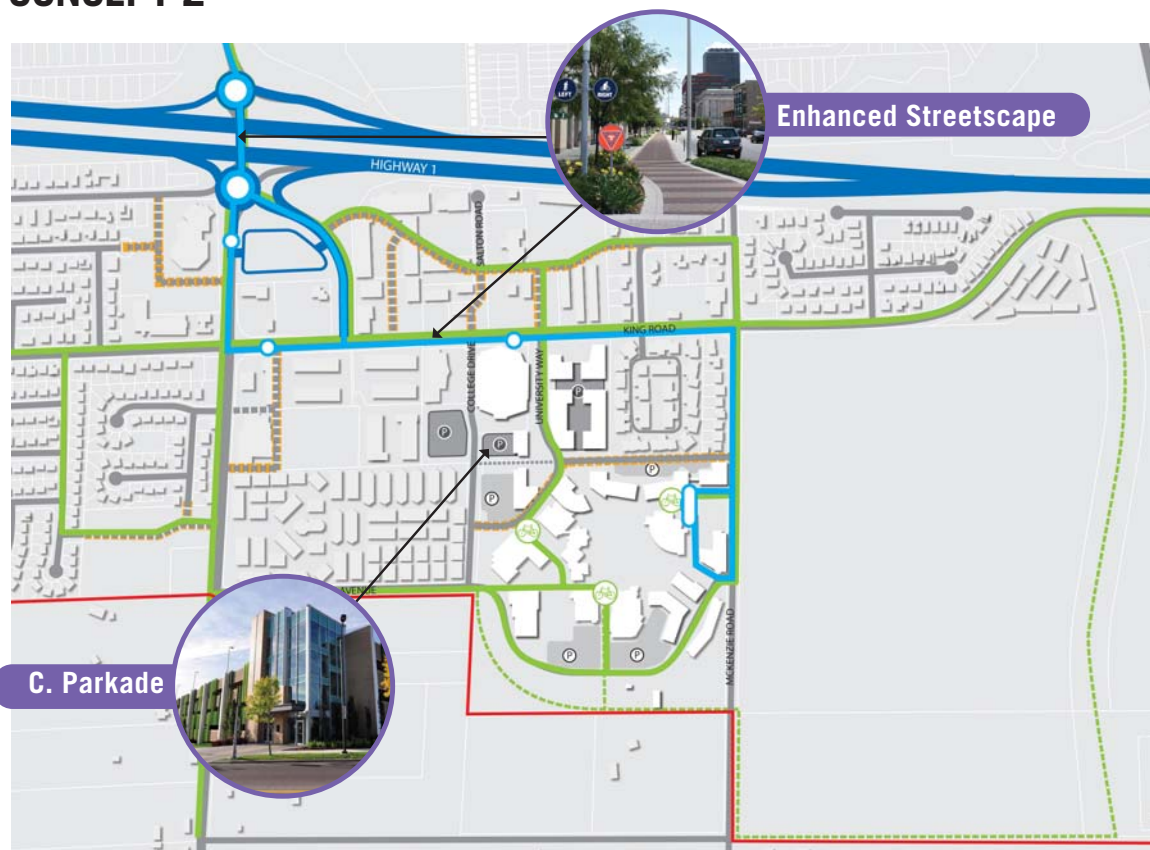 CONCEPT 2
LEFT
RIGHT
Enhanced Streetscape
HIGHWAY 1
SALTON ROAD
KING ROAD
COLLEGE DRIVE
UNIVERSITY WAY
P
P
P
P
P
AVENUE
MCKENZIE ROAD
P
P
C. Parkade